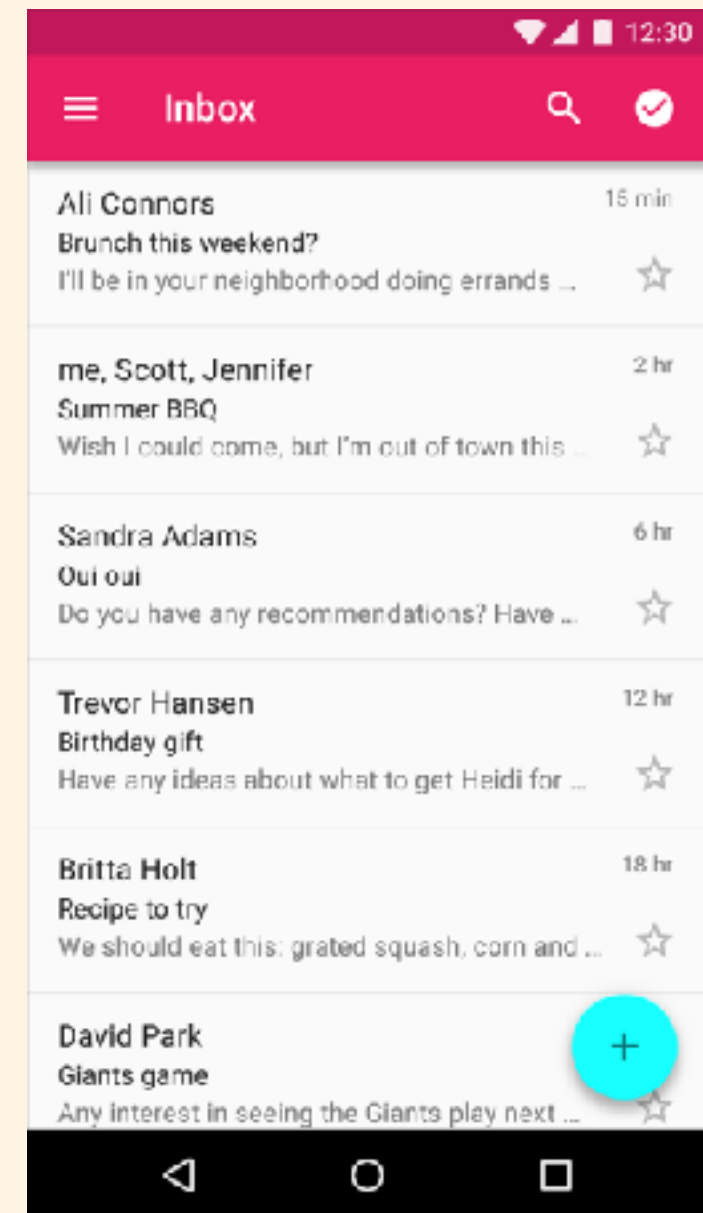 12:30
Inbox
Ali Connors 15 min
Brunch this weekend?
I'll be in your neighborhood doing errands ...
me, Scott, Jennifer 2 hr
Summer BBQ
Wish I could come, but I'm out of town this ...
Sandra Adams 6 hr
Oui oui
Do you have any recommendations? Have ...
Trevor Hansen 12 hr
Birthday gift
Have any ideas about what to get Heidi for ...
Britta Holt 18 hr
Recipe to try
We should eat this: grated squash, corn and ...
David Park
Giants game
Any interest in seeing the Giants play next ...